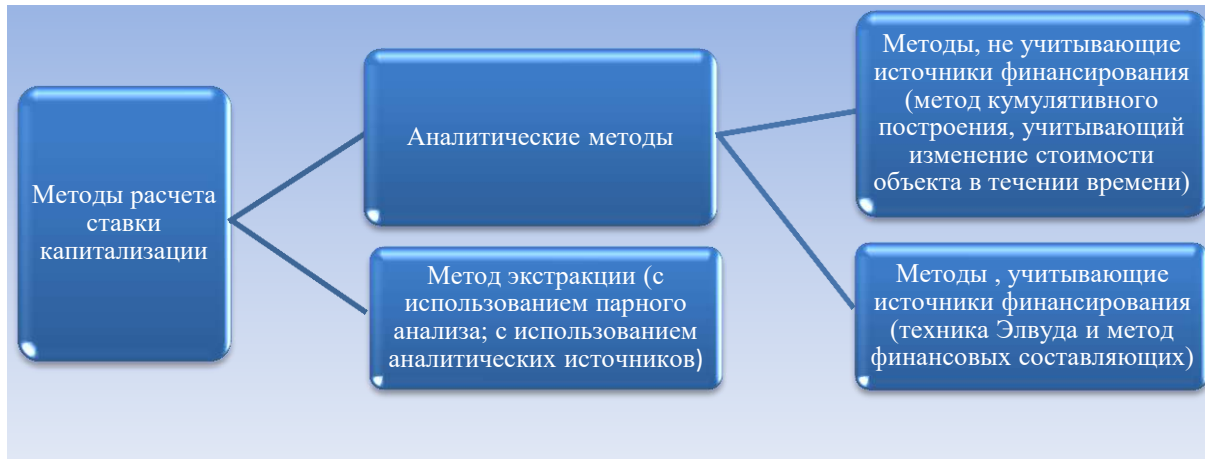 Методы расчета
ставки
капитализации
Аналитические методы
Метод экстракции (с
использованием парного
анализа; с использованием
аналитических источников)
Методы, не учитывающие
источники финансирования
(метод кумулятивного
построения, учитывающий
изменение стоимости
объекта в течении времени)
Методы , учитывающие
источники финансирования
(техника Элвуда и метод
финансовых составляющих)